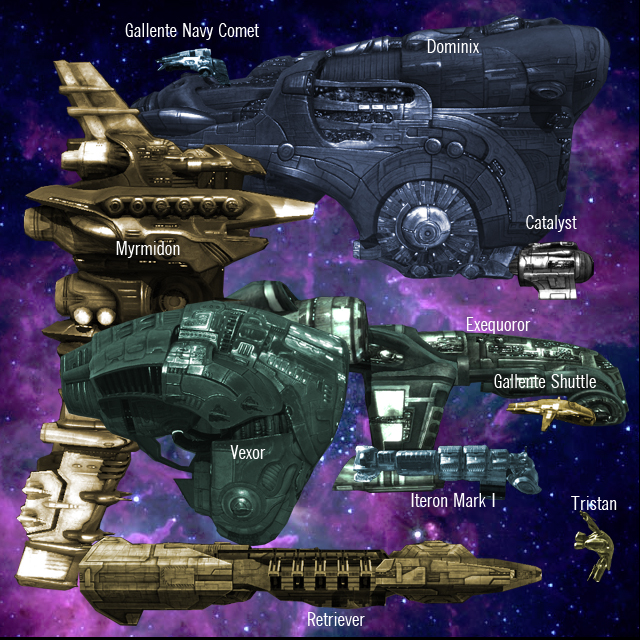 Gallente Navy Comet
Dominix
Catalyst
Myrmidon
Exequoror
Gallente Shuttle
Vexor
Iteron Mark I
Tristan
Retriever